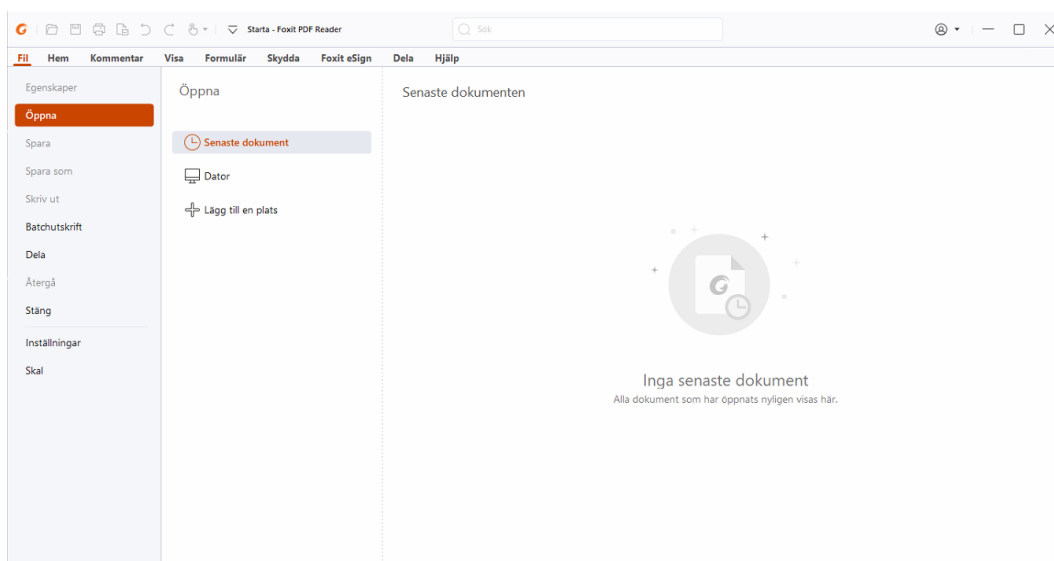 Starta - Foxit PDF Reader
Sök
Fil Hem Kommentar Visa Formulär Skydda Foxit eSign Dela Hjälp
Egenskaper
Öppna
Spara
Spara som
Skriv ut
Batchutskrift
Dela
Återgå
Stäng
Inställningar
Skal
Öppna
Senaste dokument
Dator
Lägg till en plats
Senaste dokumenten
Inga senaste dokument
Alla dokument som har öppnats nyligen visas här.